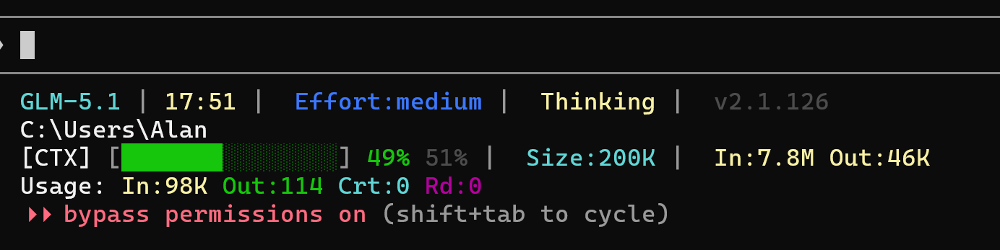 GLM-5.1 | 17:51 | Effort:medium | Thinking | v2.1.126
C:\Users\Alan
[CTX] [] 49% 51% | Size:200K | In:7.8M Out:46K
Usage: In:98K Out:114 Crt:0 Rd:0
bypass permissions on (shift+tab to cycle)